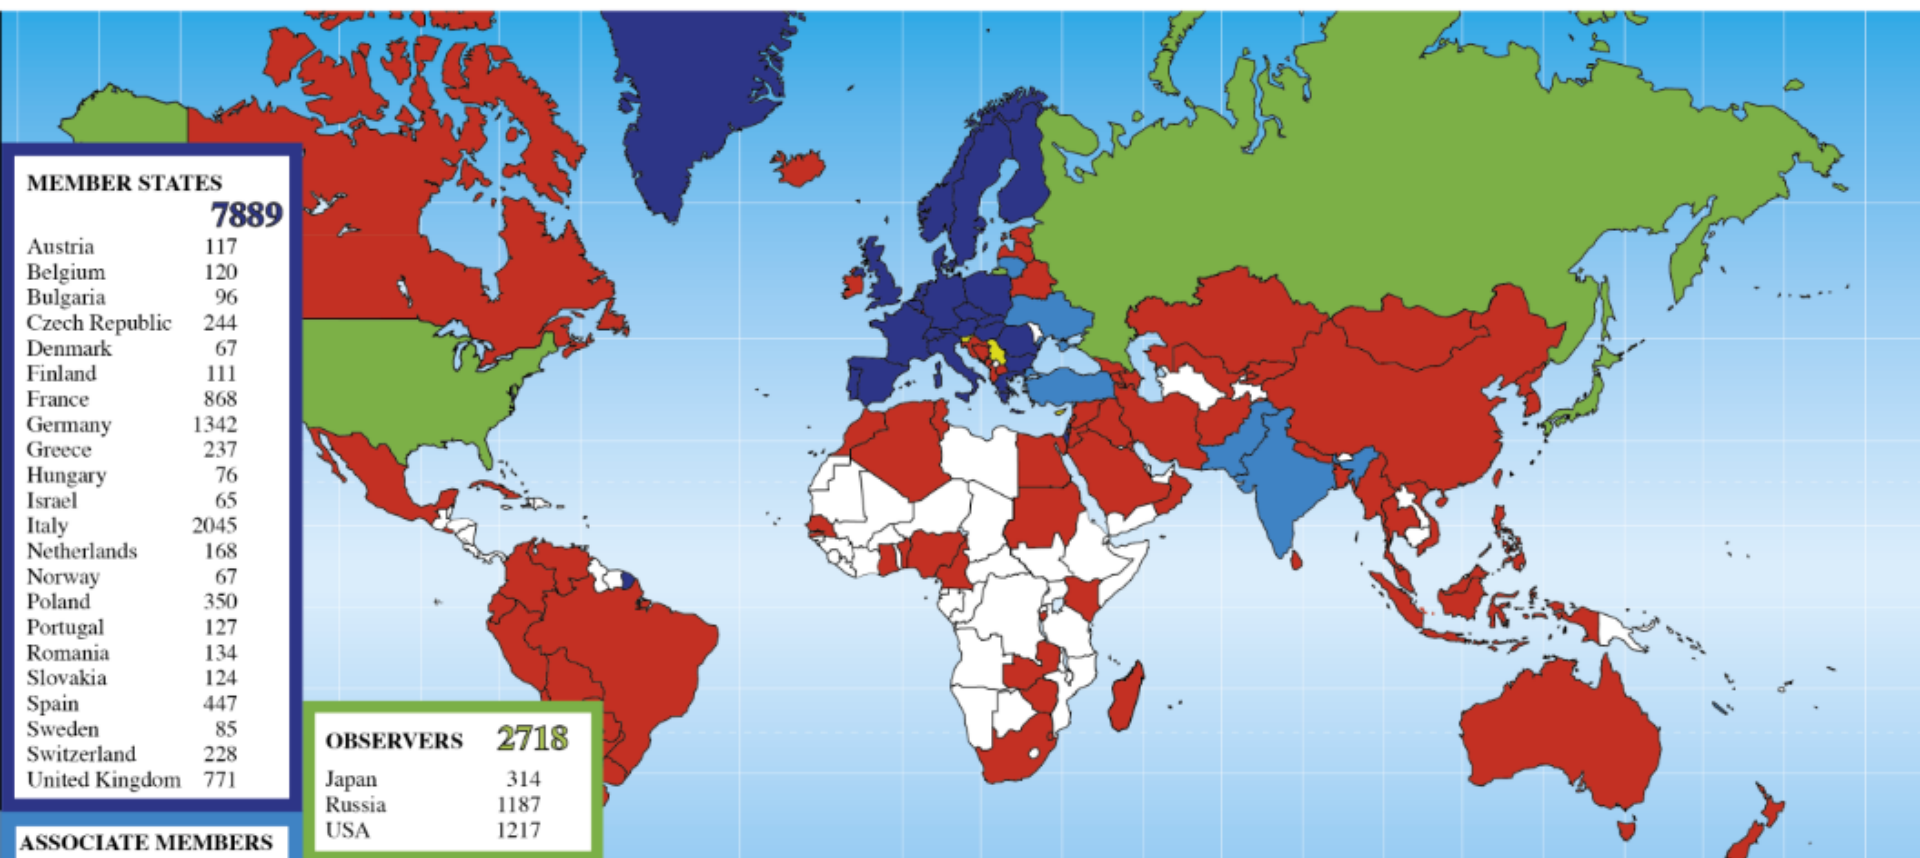 MEMBER STATES
7889
Austria 117
Belgium 120
Bulgaria 96
Czech Republic 244
Denmark 67
Finland 111
France 868
Germany 1342
Greece 237
Hungary 76
Israel 65
Italy 2045
Netherlands 168
Norway 67
Poland 350
Portugal 127
Romania 134
Slovakia 124
Spain 447
Sweden 85
Switzerland 228
United Kingdom 771
ASSOCIATE MEMBERS
OBSERVERS 2718
Japan 314
Russia 1187
USA 1217